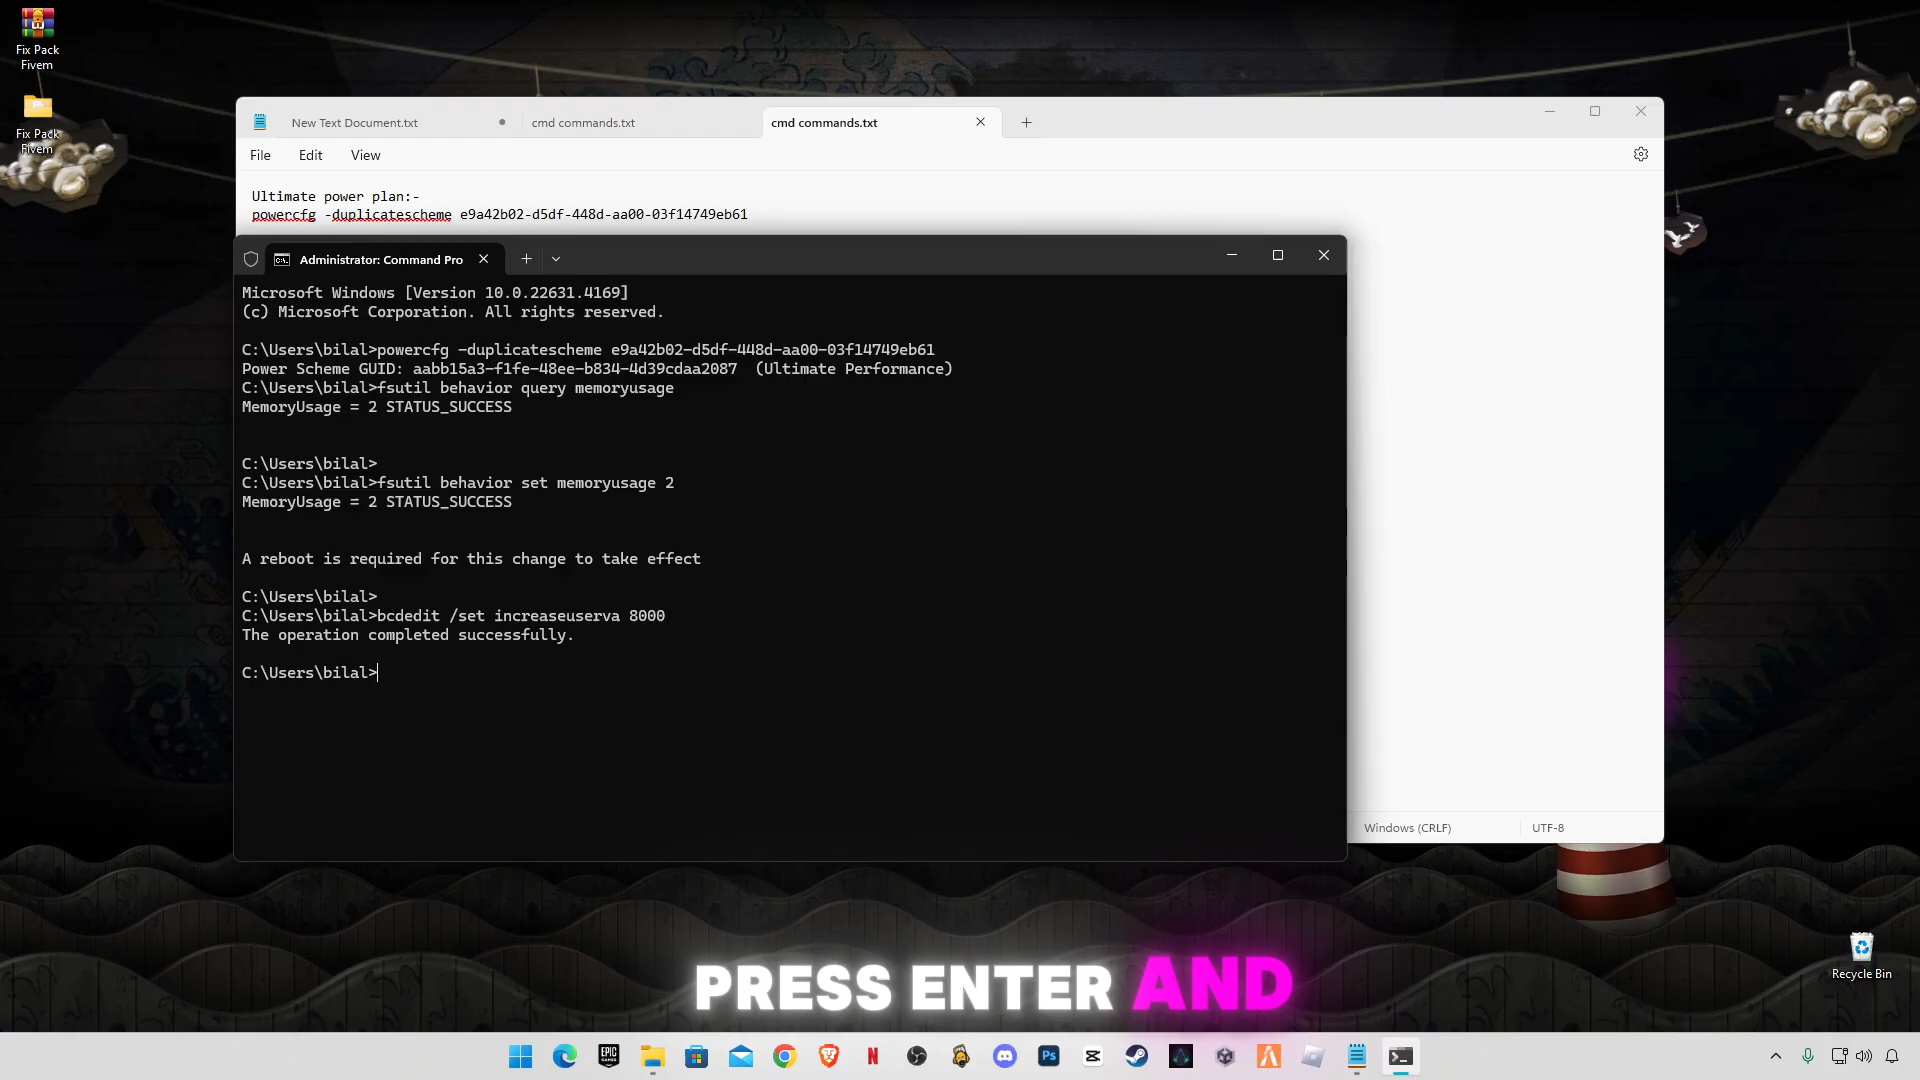 Fix Pack
Fivem
Fix Pack
Fivem
New Text Document.txt
cmd commands.txt
cmd commands.txt
File
Edit
View
Ultimate power plan:-
powercfg -duplicatescheme e9a42b02-d5df-448d-aa00-03f14749eb61
Administrator: Command Pro
Microsoft Windows [Version 10.0.22631.4169]
(c) Microsoft Corporation. All rights reserved.
C:\Users\bilal>powercfg -duplicatescheme e9a42b02-d5df-448d-aa00-03f14749eb61
Power Scheme GUID: aabb15a3-f1fe-48ee-b834-4d39cdaa2087  (Ultimate Performance)
C:\Users\bilal>fsutil behavior query memoryusage
MemoryUsage = 2 STATUS_SUCCESS
C:\Users\bilal>
C:\Users\bilal>fsutil behavior set memoryusage 2
MemoryUsage = 2 STATUS_SUCCESS
A reboot is required for this change to take effect
C:\Users\bilal>
C:\Users\bilal>bcdedit /set increaseuserva 8000
The operation completed successfully.
C:\Users\bilal>
Windows (CRLF)
UTF-8
PRESS ENTER AND
Recycle Bin
EPIC
GAMES
N
Ps